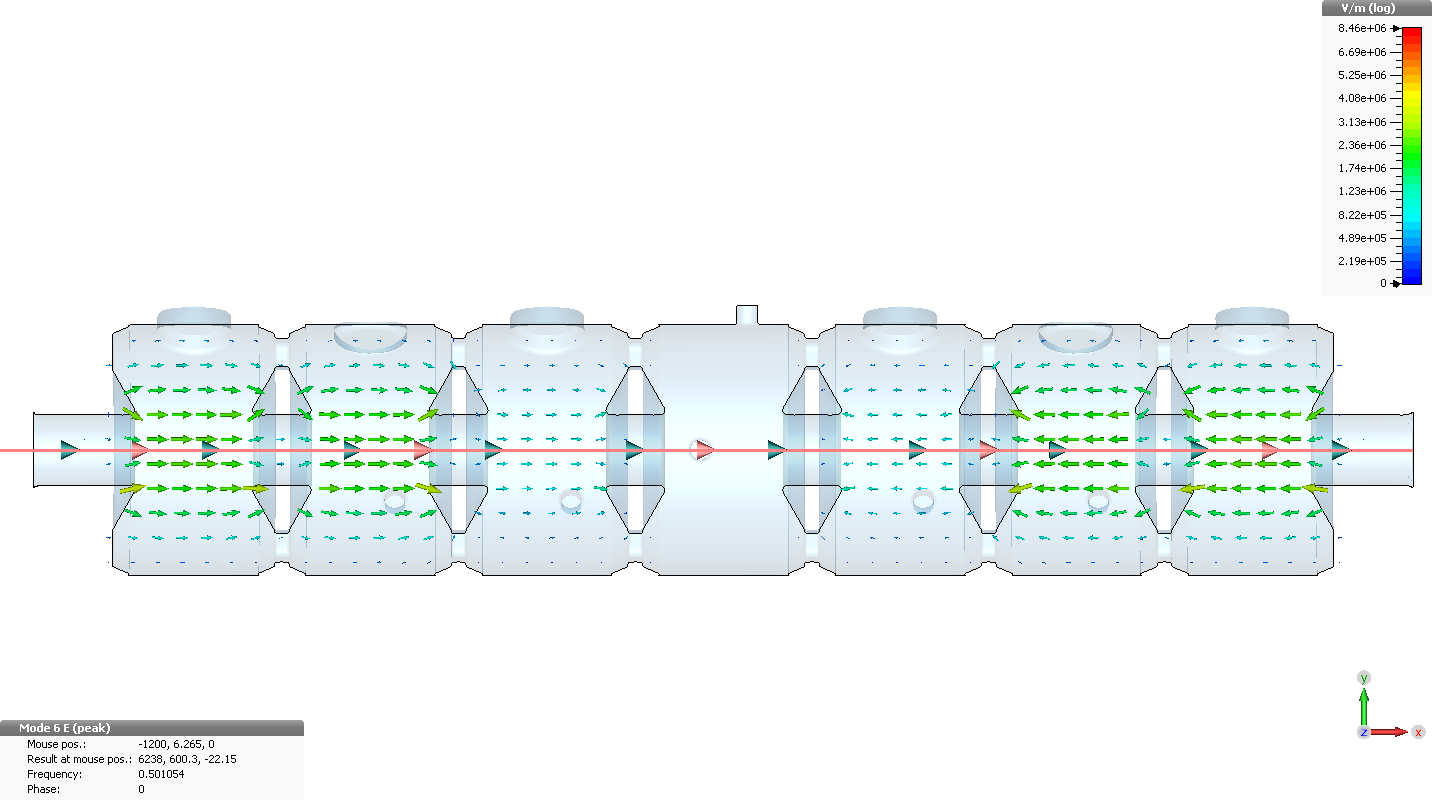 V/m (log)
8.46e+06
6.69e+06
5.25e+06
4.08e+06
3.13e+06
2.36e+06
1.74e+06
1.23e+06
8.22e+05
4.89e+05
2.19e+05
0
y
z x
Mode 6 E (peak)
Mouse pos.: -1200, 6.265, 0
Result at mouse pos.: 6238, 600.3, -22.15
Frequency: 0.501054
Phase: 0